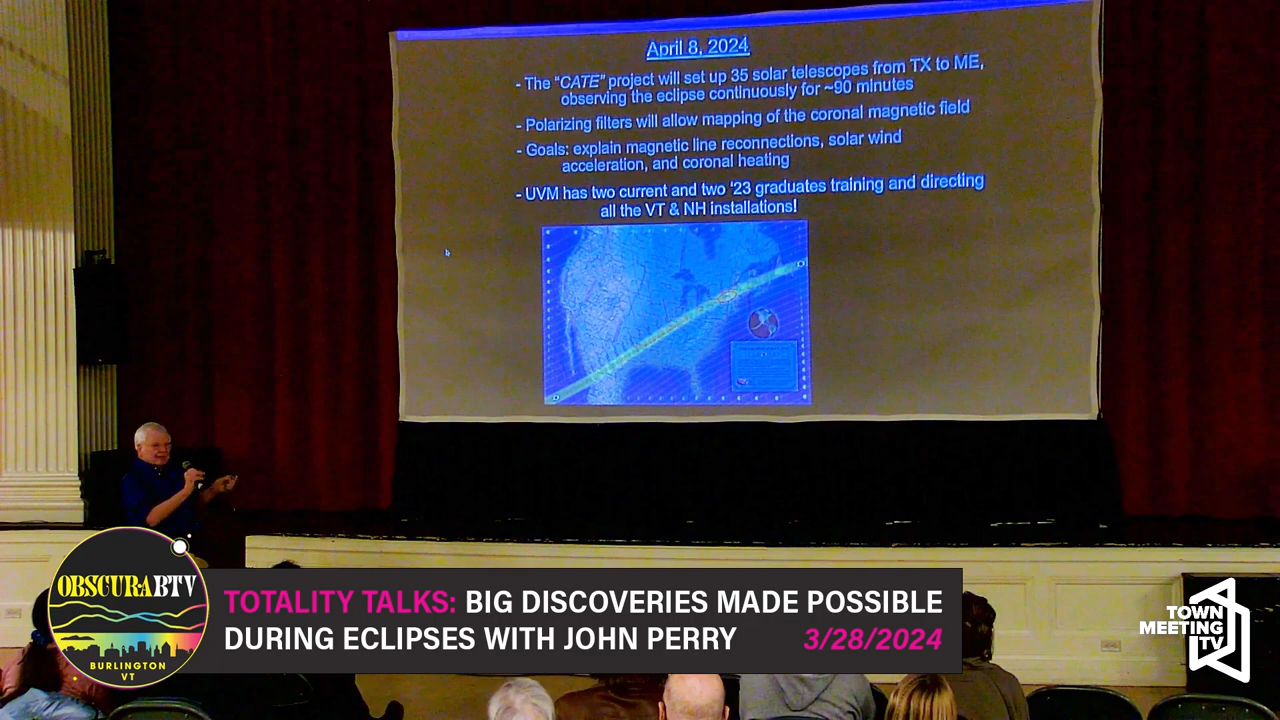 April 8, 2024
- The "CATE" project will set up 35 solar telescopes from TX to ME,
observing the eclipse continuously for ~90 minutes
- Polarizing filters will allow mapping of the coronal magnetic field
- Goals: explain magnetic line reconnections, solar wind
acceleration, and coronal heating
- UVM has two current and two '23 graduates training and directing
all the VT & NH installations!
OBSCURABTV
BURLINGTON
VT
TOTALITY TALKS: BIG DISCOVERIES MADE POSSIBLE
DURING ECLIPSES WITH JOHN PERRY 3/28/2024
TOWN
MEETING
TV